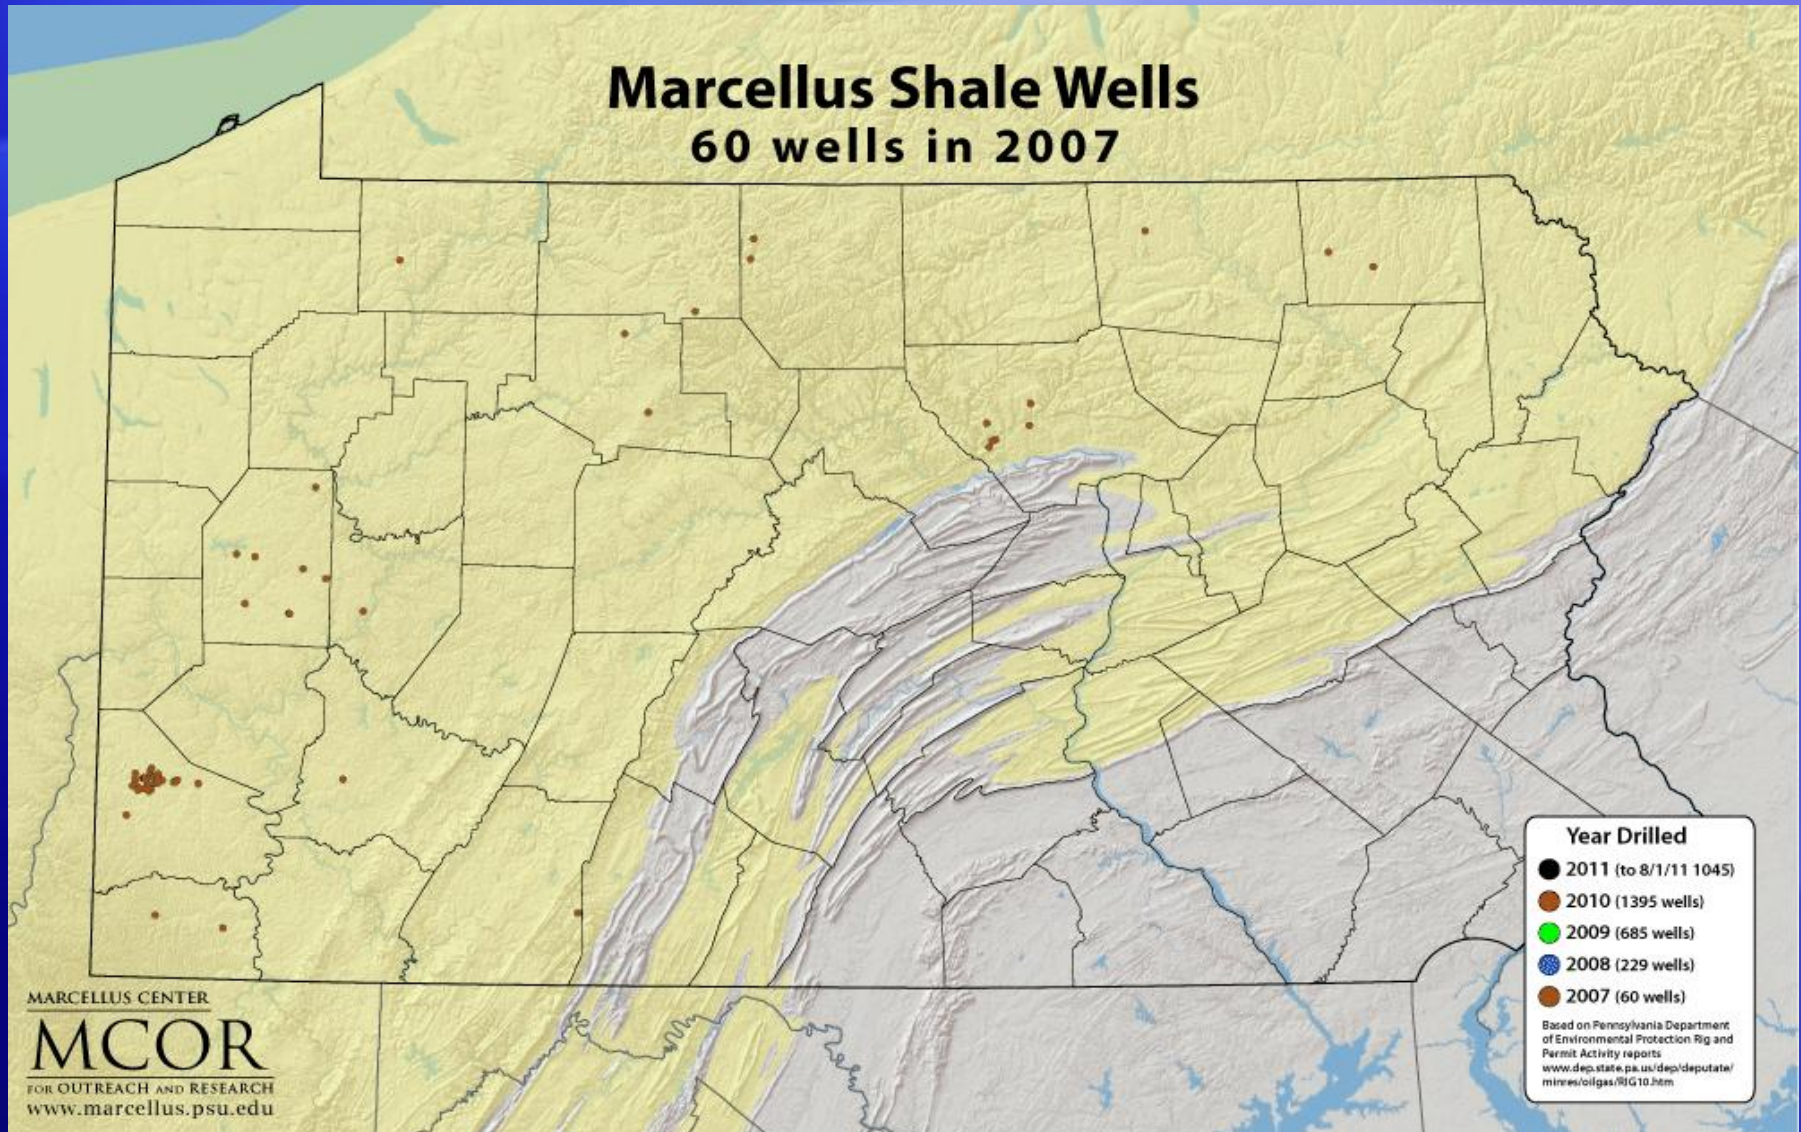 Marcellus Shale Wells
60 wells in 2007
Year Drilled
2011 (to 8/1/11 1045)
2010 (1395 wells)
2009 (685 wells)
2008 (229 wells)
2007 (60 wells)
Based on Pennsylvania Department
of Environmental Protection Rig and
Permit Activity reports
www.dep.state.pa.us/dep/deputate/
minres/oilgas/RIG10.htm
MARCELLUS CENTER
MCOR
FOR OUTREACH AND RESEARCH
www.marcellus.psu.edu